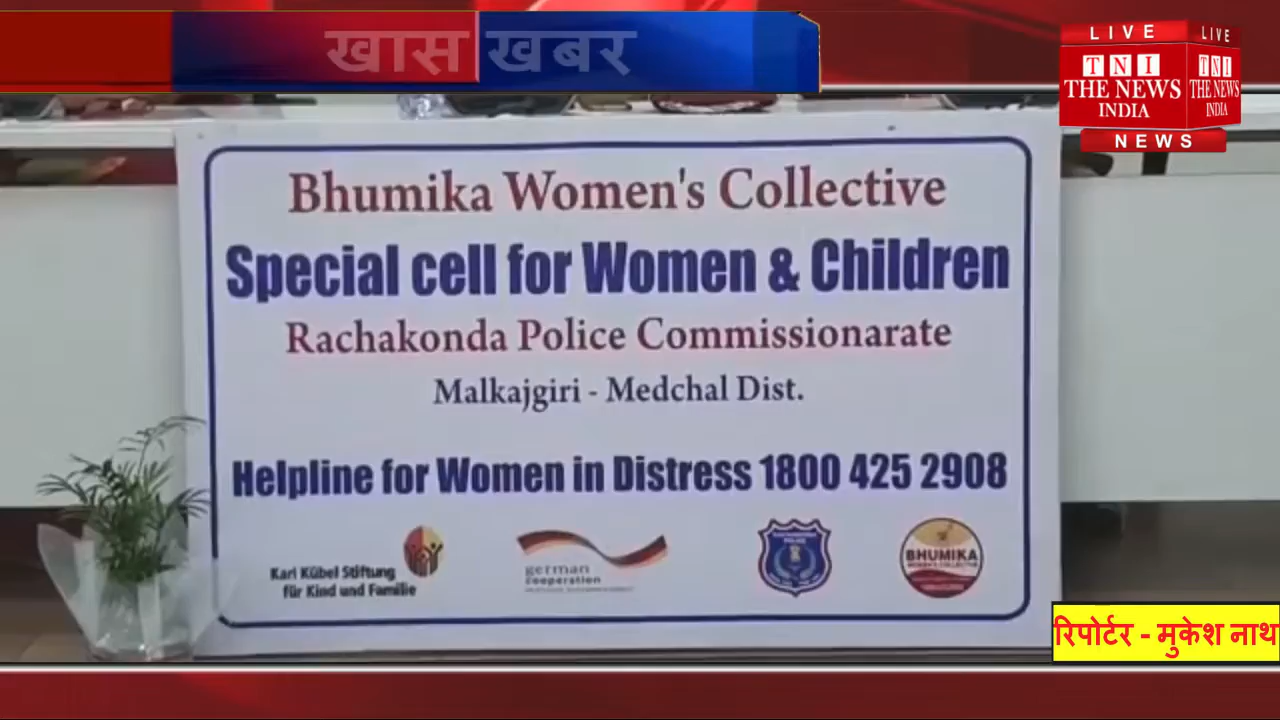 खास खबर
LIVE
LIVE
TNI
TNI
THE NEWS
THE NEWS
INDIA
INDIA
NEWS
Bhumika Women's Collective
Special cell for Women & Children
Rachakonda Police Commissionarate
Malkajgiri - Medchal Dist.
Helpline for Women in Distress 1800 425 2908
Karl Kübel Stiftung
für Kind und Familie
german
cooperation
BHUMIKA
WOMEN'S COLLECTIVE
रिपोर्टर - मुकेश नाथ